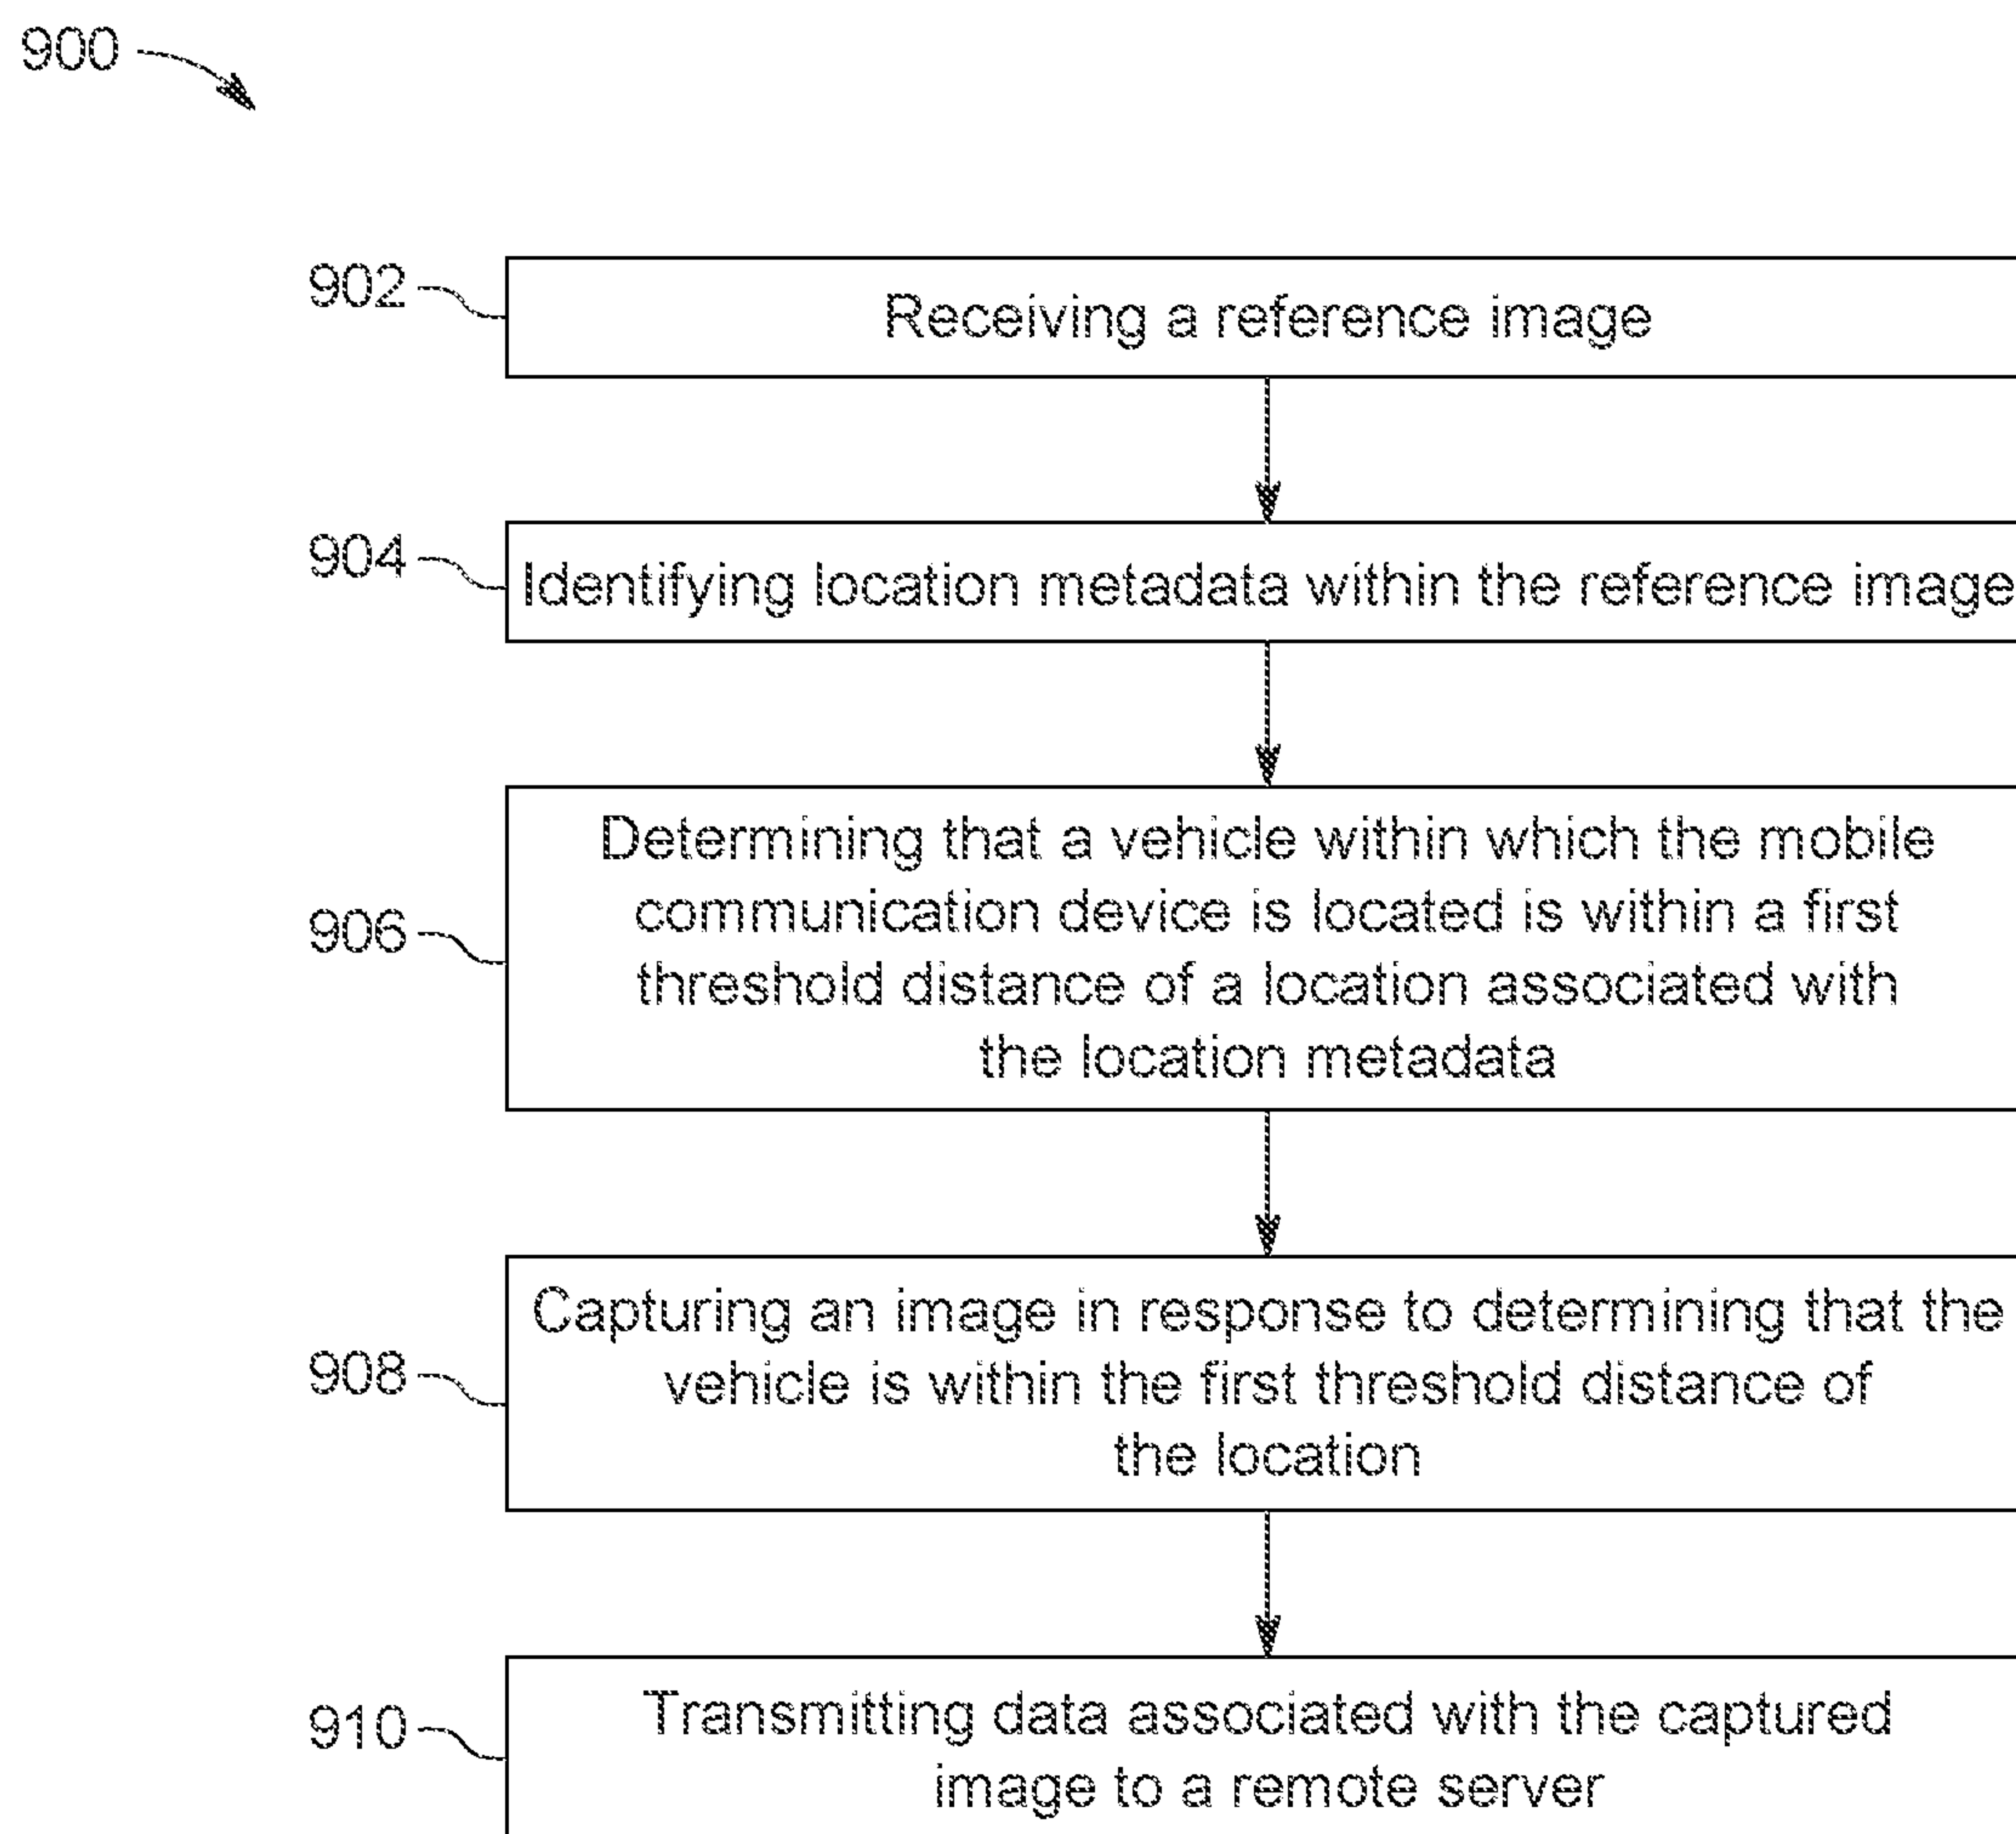 900
902
Receiving a reference image
904
Identifying location metadata within the reference image
906
Determining that a vehicle within which the mobile
communication device is located is within a first
threshold distance of a location associated with
the location metadata
908
Capturing an image in response to determining that the
vehicle is within the first threshold distance of
the location
910
Transmitting data associated with the captured
image to a remote server